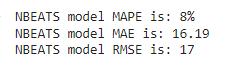 NBEATS model MAPE is: 8%
NBEATS model MAE is: 16.19
NBEATS model RMSE is: 17